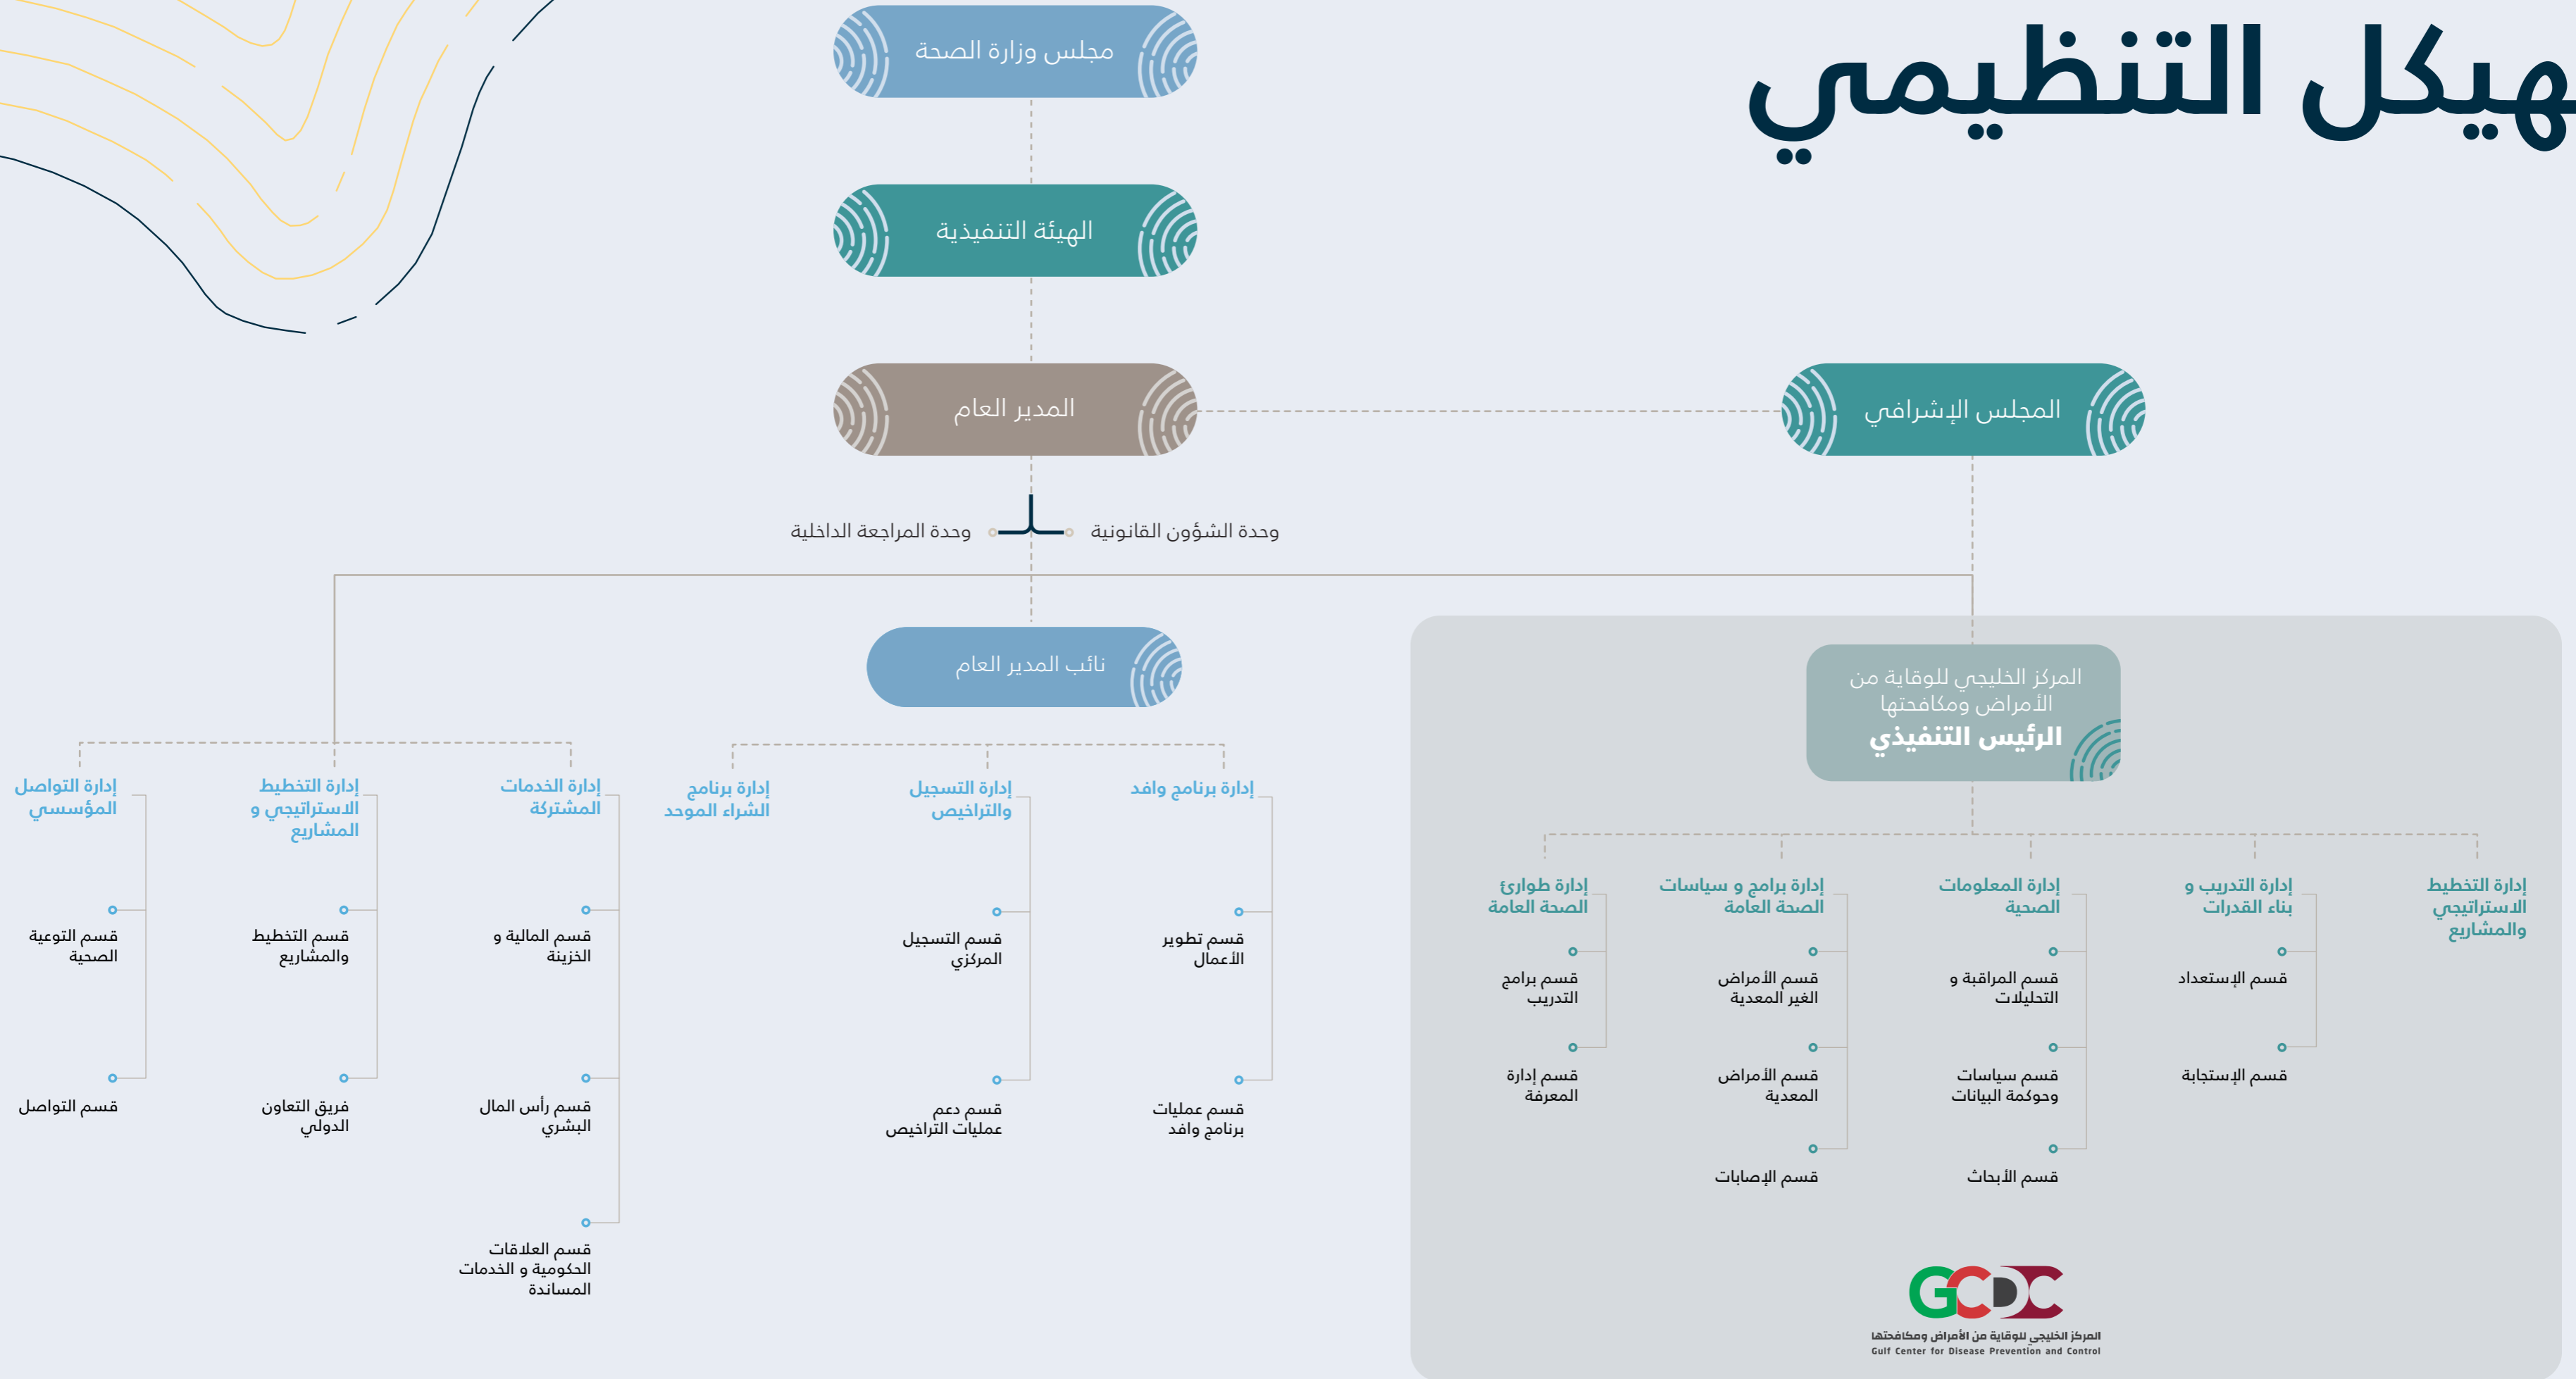 هيكل التنظيمي
مجلس وزارة الصحة
الهيئة التنفيذية
المدير العام
المجلس الإشرافي
وحدة الشؤون القانونية
وحدة المراجعة الداخلية
نائب المدير العام
المركز الخليجي للوقاية من
الأمراض ومكافحتها
الرئيس التنفيذي
إدارة التخطيط
الاستراتيجي
والمشاريع
إدارة التدريب و
بناء القدرات
قسم الإستعداد
قسم الإستجابة
إدارة المعلومات
الصحية
قسم المراقبة و
التحليلات
قسم سياسات
وحوكمة البيانات
قسم الأبحاث
إدارة برامج و سياسات
الصحة العامة
قسم الأمراض
الغير المعدية
قسم الأمراض
المعدية
قسم الإصابات
إدارة طوارئ
الصحة العامة
قسم برامج
التدريب
قسم إدارة
المعرفة
إدارة برنامج وافد
قسم تطوير
الأعمال
قسم عمليات
برنامج وافد
إدارة التسجيل
والتراخيص
قسم التسجيل
المركزي
قسم دعم
عمليات التراخيص
إدارة برنامج
الشراء الموحد
إدارة الخدمات
المشتركة
قسم المالية و
الخزينة
قسم رأس المال
البشري
قسم العلاقات
الحكومية و الخدمات
المساندة
إدارة التخطيط
الاستراتيجي و
المشاريع
قسم التخطيط
والمشاريع
فريق التعاون
الدولي
إدارة التواصل
المؤسسي
قسم التوعية
الصحية
قسم التواصل
GCDC
المركز الخليجي للوقاية من الأمراض ومكافحتها
Gulf Center for Disease Prevention and Control